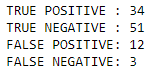 TRUE POSITIVE : 34
TRUE NEGATIVE : 51
FALSE POSITIVE: 12
FALSE NEGATIVE: 3